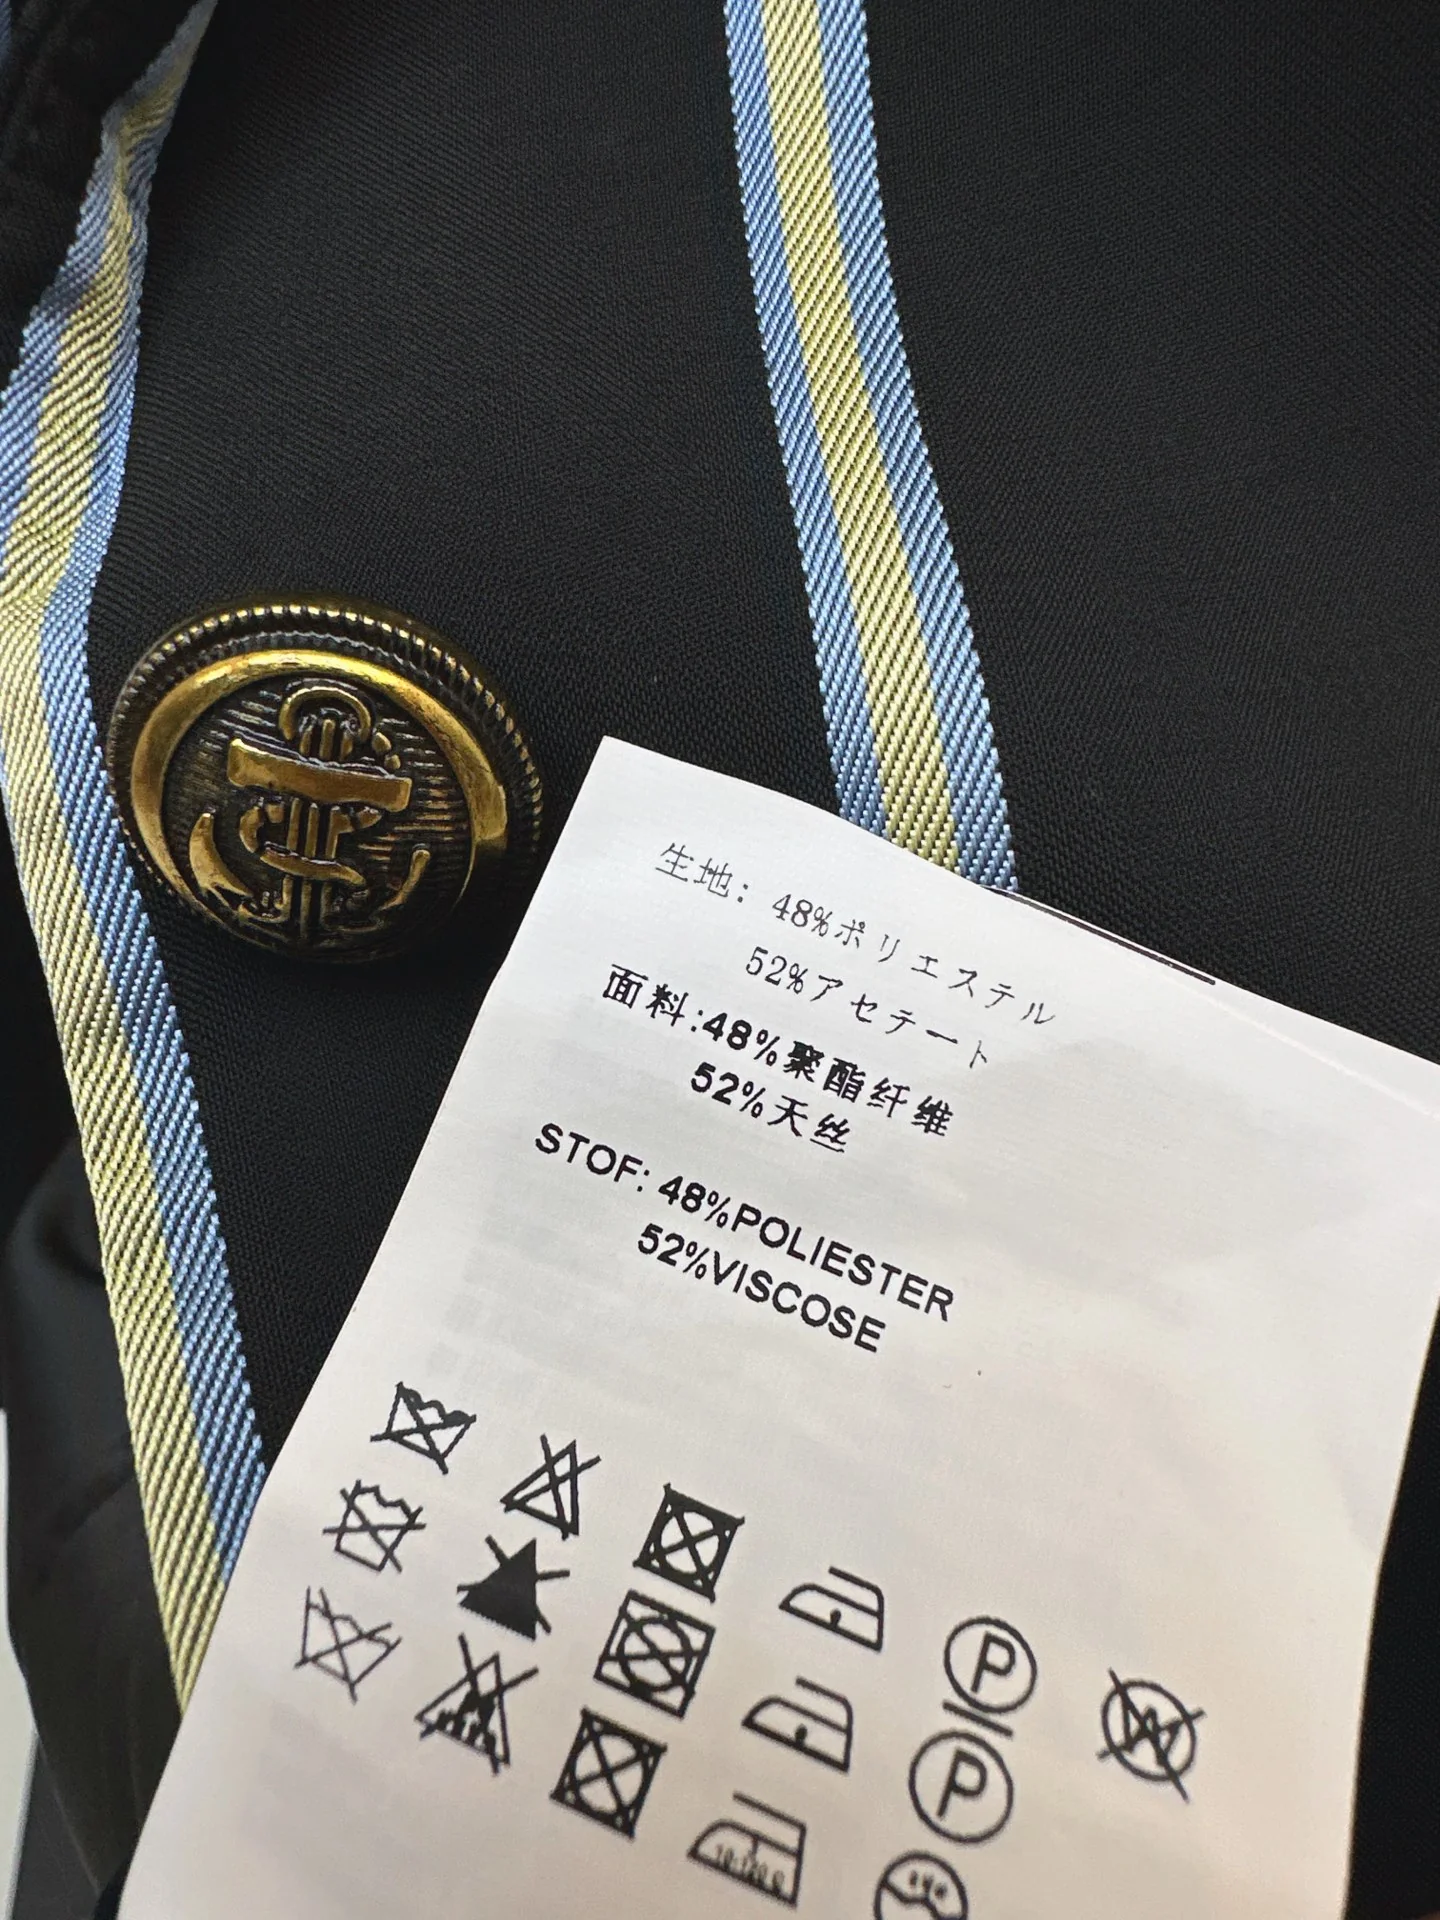 生地: 48%ポリエステル
52%アセテート
面料:48%聚酯纤维
52%天丝
STOF: 48%POLIESTER
52%VISCOSE
P
W
P